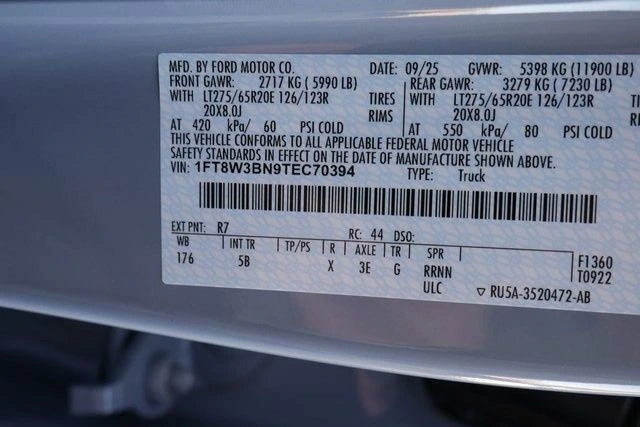 MFD. BY FORD MOTOR CO. DATE: 09/25 GVWR: 5398 KG (11900 LB)
FRONT GAWR: 2717 KG ( 5990 LB) REAR GAWR: 3279 KG ( 7230 LB)
WITH LT275/65R20E 126/123R TIRES WITH LT275/65R20E 126/123R TIRES
20X8.0J RIMS 20X8.0J RIMS
AT 420 kPa/ 60 PSI COLD AT 550 kPa/ 80 PSI COLD
THIS VEHICLE CONFORMS TO ALL APPLICABLE FEDERAL MOTOR VEHICLE
SAFETY STANDARDS IN EFFECT ON THE DATE OF MANUFACTURE SHOWN ABOVE.
VIN: 1FT8W3BN9TEC70394 TYPE: Truck
EXT PNT: R7 RC: 44 DSO:
WB INT TR TP/PS R AXLE TR SPR F1360
176 5B X 3E G RRNN T0922
ULC RU5A-3520472-AB